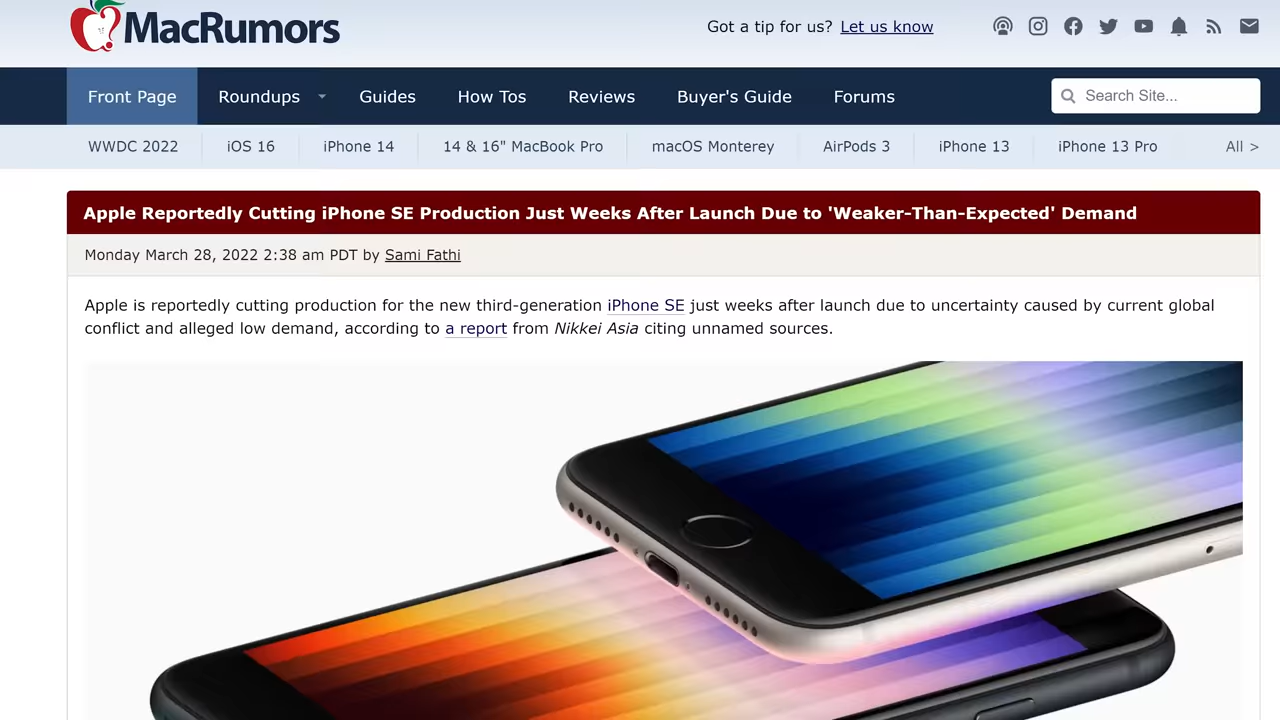 MacRumors
Got a tip for us? Let us know
Front Page Roundups Guides How Tos Reviews Buyer's Guide Forums Search Site...
WWDC 2022 iOS 16 iPhone 14 14 & 16" MacBook Pro macOS Monterey AirPods 3 iPhone 13 iPhone 13 Pro All >
Apple Reportedly Cutting iPhone SE Production Just Weeks After Launch Due to 'Weaker-Than-Expected' Demand
Monday March 28, 2022 2:38 am PDT by Sami Fathi
Apple is reportedly cutting production for the new third-generation iPhone SE just weeks after launch due to uncertainty caused by current global
conflict and alleged low demand, according to a report from Nikkei Asia citing unnamed sources.